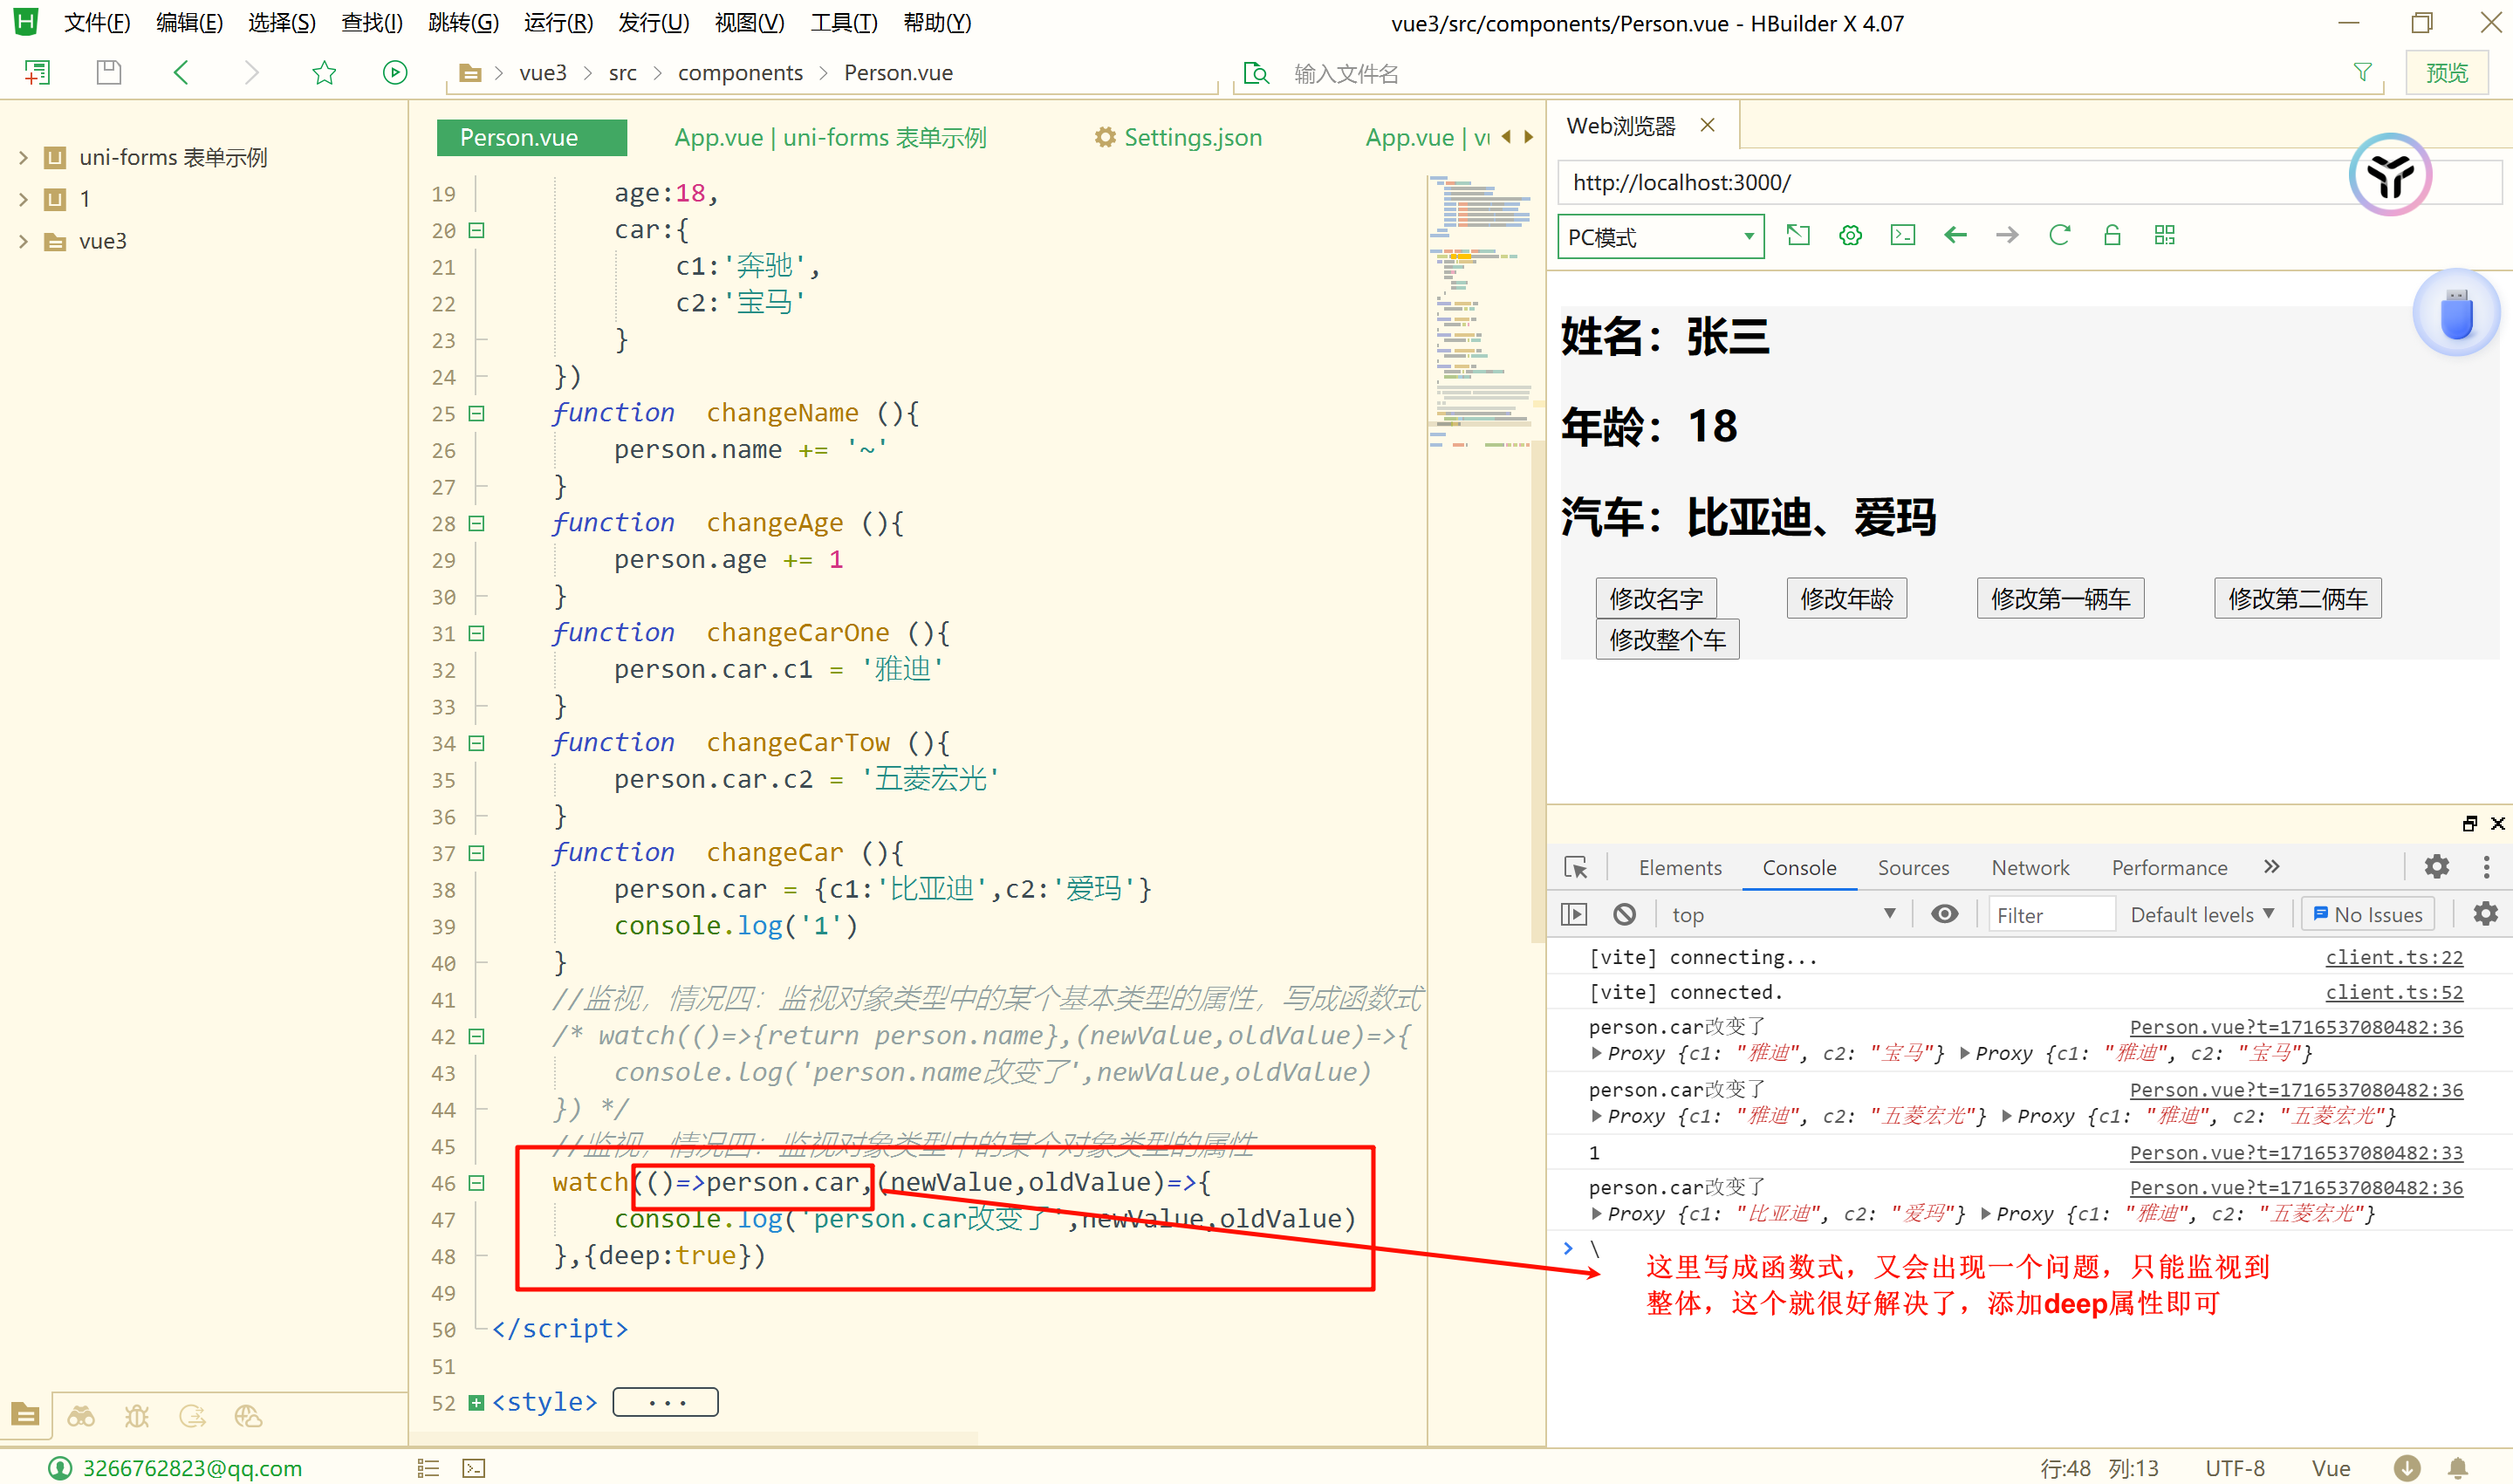 文件(F) 编辑(E) 选择(S) 查找(I) 跳转(G) 运行(R) 发行(U) 视图(V) 工具(T) 帮助(Y)
vue3/src/components/Person.vue - HBuilder X 4.07
vue3 src components Person.vue
输入文件名
预览
uni-forms 表单示例
1
vue3
Person.vue
App.vue | uni-forms 表单示例
Settings.json
App.vue | vu
19 age:18,
20 car:{
21 c1:'奔驰',
22 c2:'宝马'
23 }
24 })
25 function changeName (){
26 person.name += '~'
27 }
28 function changeAge (){
29 person.age += 1
30 }
31 function changeCarOne (){
32 person.car.c1 = '雅迪'
33 }
34 function changeCarTow (){
35 person.car.c2 = '五菱宏光'
36 }
37 function changeCar (){
38 person.car = {c1:'比亚迪',c2:'爱玛'}
39 console.log('1')
40 }
41 //监视，情况四：监视对象类型中的某个基本类型的属性，写成函数式
42 /* watch(()=>{return person.name},(newValue,oldValue)=>{
43 console.log('person.name改变了',newValue,oldValue)
44 }) */
45 //监视，情况四：监视对象类型中的某个对象类型的属性
46 watch(()=>person.car,(newValue,oldValue)=>{
47 console.log('person.car改变了',newValue,oldValue)
48 },{deep:true})
49
50 </script>
51
52 <style> ...
Web浏览器
http://localhost:3000/
PC模式
姓名：张三
年龄：18
汽车：比亚迪、爱玛
修改名字 修改年龄 修改第一辆车 修改第二俩车
修改整个车
Elements Console Sources Network Performance
top Filter Default levels No Issues
[vite] connecting... client.ts:22
[vite] connected. client.ts:52
person.car改变了 Person.vue?t=1716537080482:36
Proxy {c1: "雅迪", c2: "宝马"} Proxy {c1: "雅迪", c2: "宝马"}
person.car改变了 Person.vue?t=1716537080482:36
Proxy {c1: "雅迪", c2: "五菱宏光"} Proxy {c1: "雅迪", c2: "五菱宏光"}
1 Person.vue?t=1716537080482:33
person.car改变了 Person.vue?t=1716537080482:36
Proxy {c1: "比亚迪", c2: "爱玛"} Proxy {c1: "雅迪", c2: "五菱宏光"}
\
这里写成函数式，又会出现一个问题，只能监视到
整体，这个就很好解决了，添加deep属性即可
3266762823@qq.com
行:48 列:13 UTF-8 Vue